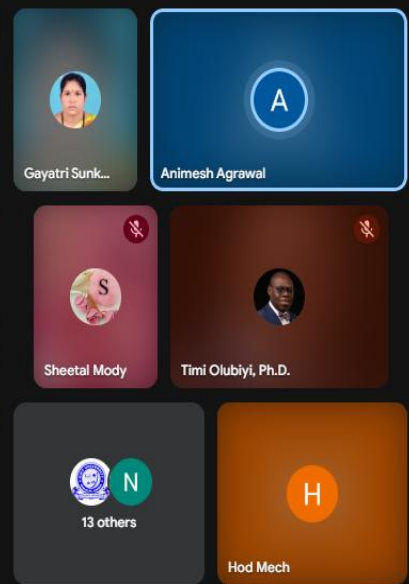 A
Gayatri Sunk...
Animesh Agrawal
S
Sheetal Mody
Timi Olubiyi, Ph.D.
N
13 others
H
Hod Mech